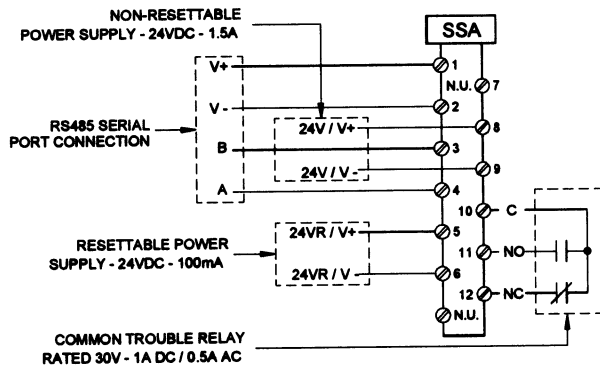 NON-RESETTABLE
POWER SUPPLY - 24VDC - 1.5A
SSA
V+
1
N.U.
7
V -
2
24V / V+
8
RS485 SERIAL
PORT CONNECTION
B
3
24V / V -
9
A
4
10
C
24VR / V+
5
RESETTABLE POWER
SUPPLY - 24VDC - 100mA
11
NO
24VR / V -
6
12
NC
N.U.
COMMON TROUBLE RELAY
RATED 30V - 1A DC / 0.5A AC